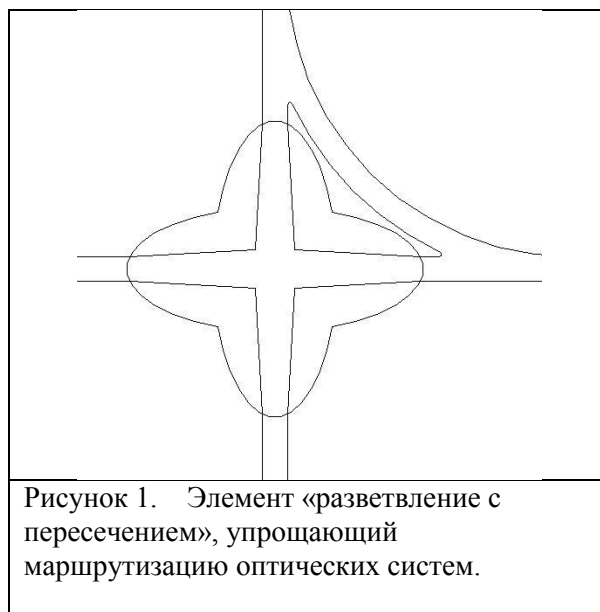 Рисунок 1. Элемент «разветвление с
пересечением», упрощающий
маршрутизацию оптических систем.